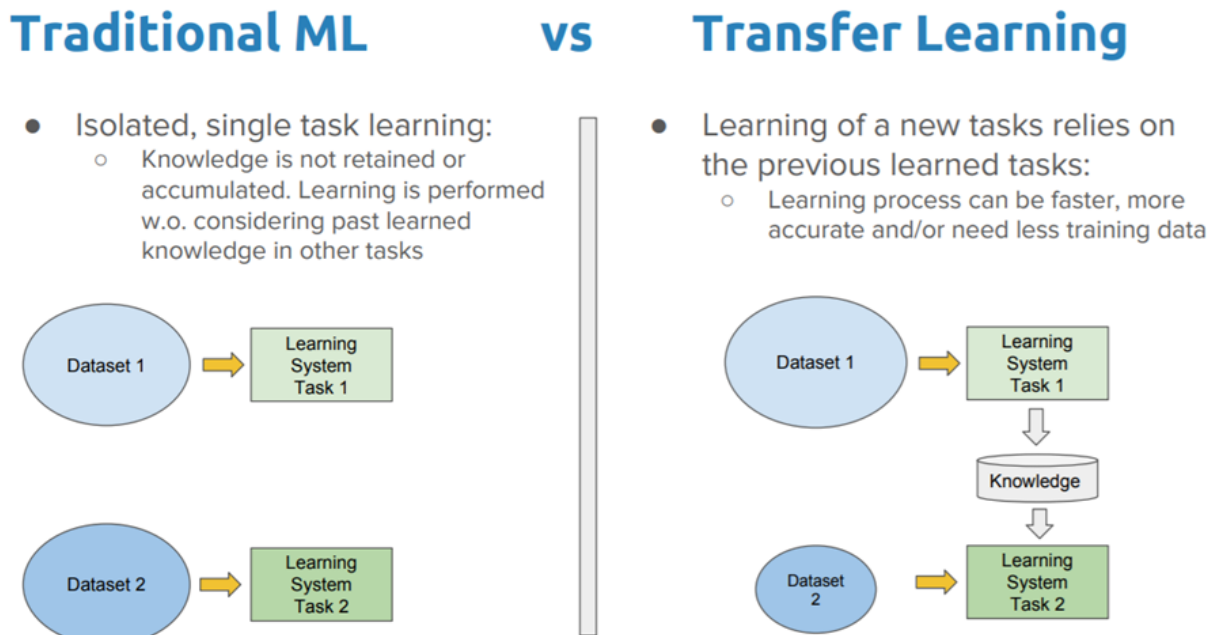 Traditional ML vs Transfer Learning
● Isolated, single task learning:
○ Knowledge is not retained or
accumulated. Learning is performed
w.o. considering past learned
knowledge in other tasks
Dataset 1
Learning
System
Task 1
Dataset 2
Learning
System
Task 2
● Learning of a new tasks relies on
the previous learned tasks:
○ Learning process can be faster, more
accurate and/or need less training data
Dataset 1
Learning
System
Task 1
Knowledge
Dataset
2
Learning
System
Task 2